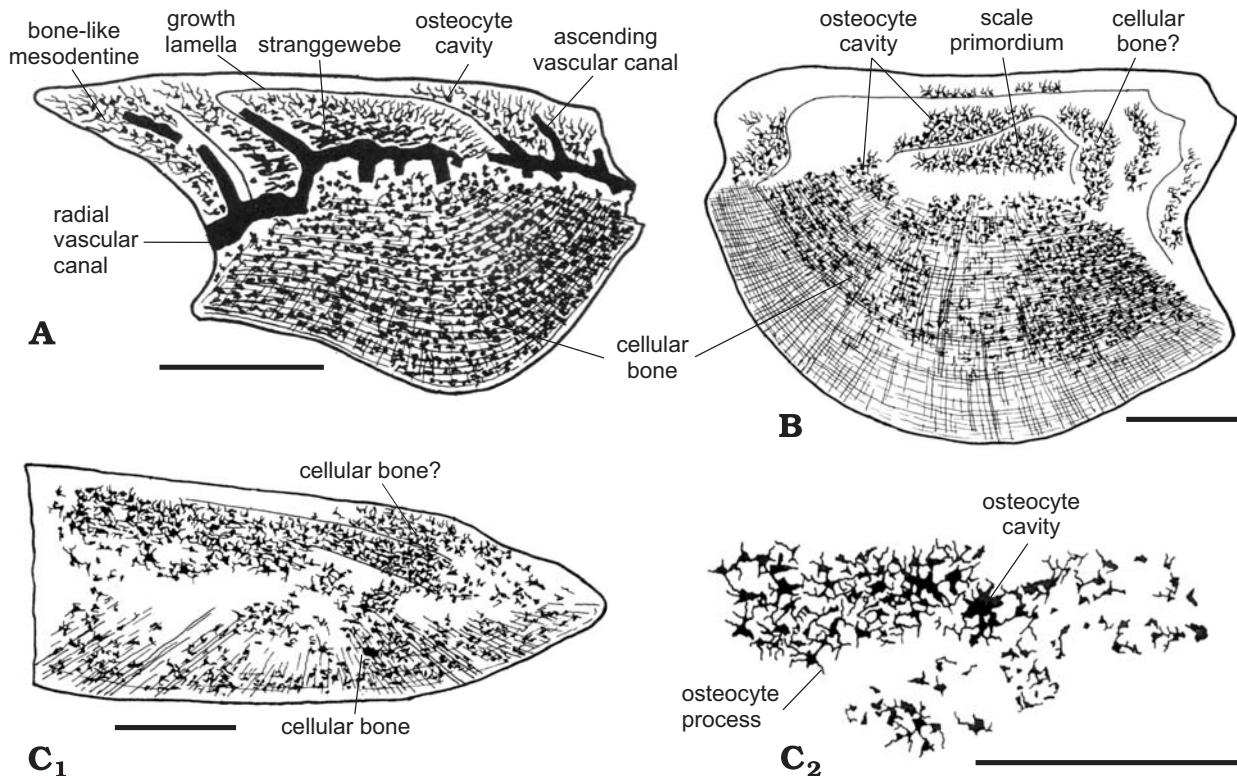 bone-like
mesodentine
growth
lamella
stranggewebe
osteocyte
cavity
ascending
vascular canal
radial
vascular
canal
A
osteocyte
cavity
scale
primordium
cellular
bone?
cellular
bone
B
cellular bone?
cellular bone
C1
osteocyte
cavity
osteocyte
process
C2